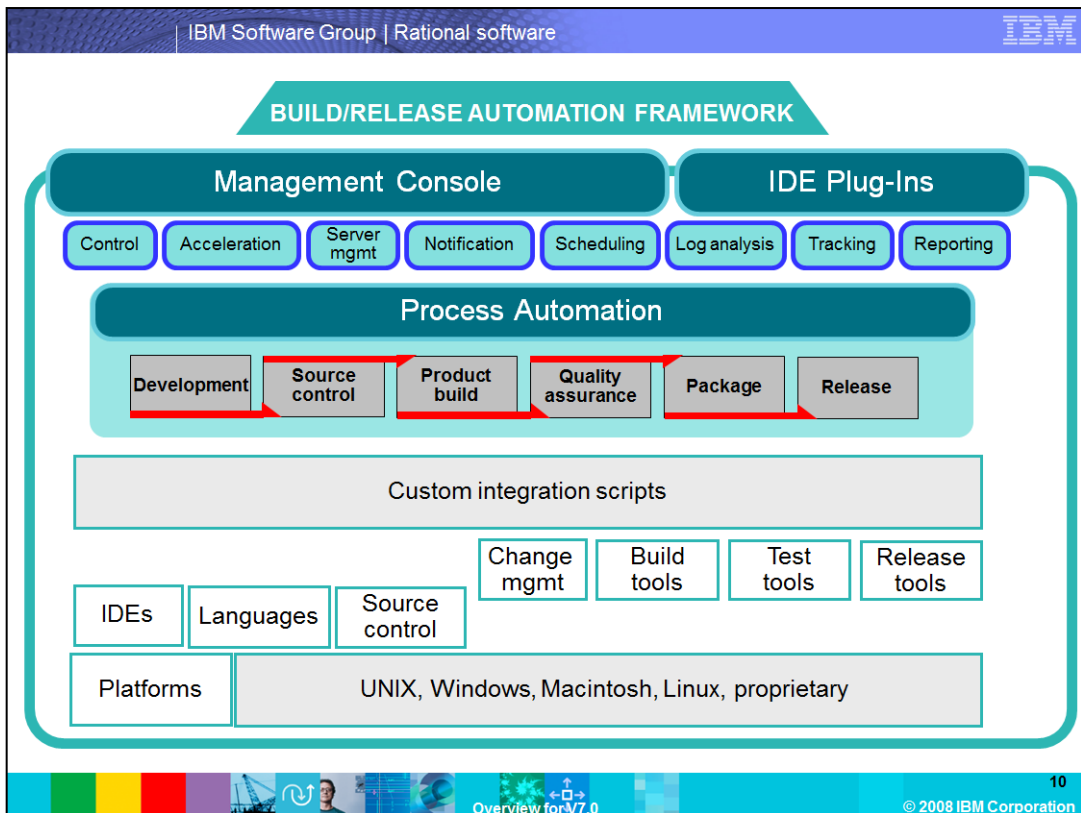 IBM Software Group | Rational software
IBM
BUILD/RELEASE AUTOMATION FRAMEWORK
Management Console
IDE Plug-Ins
Control
Acceleration
Server
mgmt
Notification
Scheduling
Log analysis
Tracking
Reporting
Process Automation
Development
Source
control
Product
build
Quality
assurance
Package
Release
Custom integration scripts
Change
mgmt
Build
tools
Test
tools
Release
tools
IDEs
Languages
Source
control
Platforms
UNIX, Windows, Macintosh, Linux, proprietary
10
Overview for V7.0
© 2008 IBM Corporation